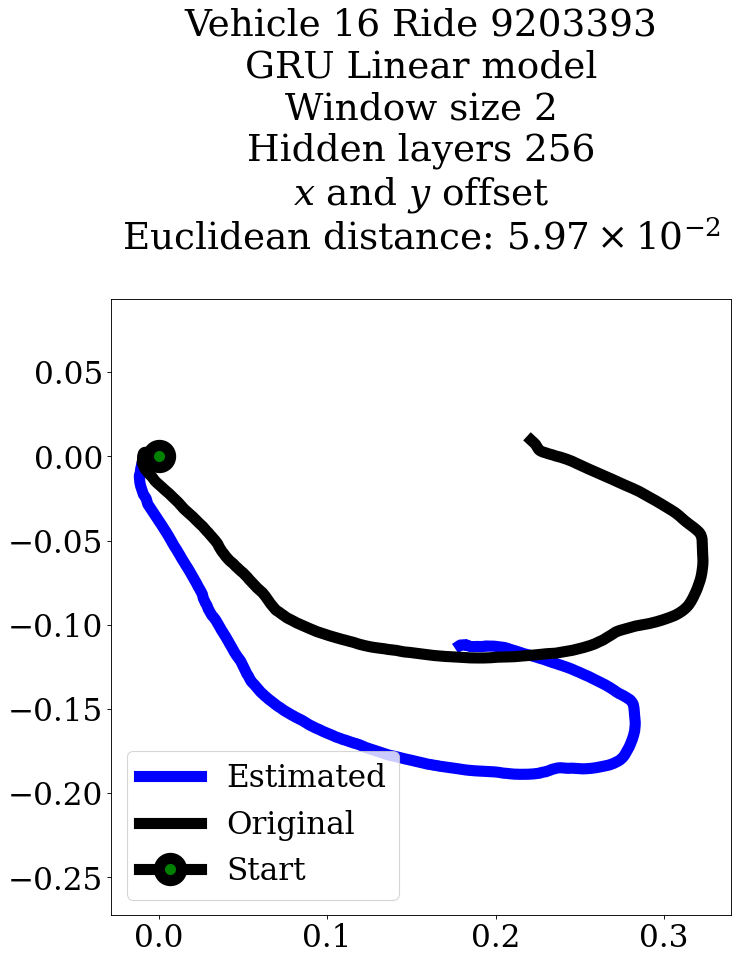 Vehicle 16 Ride 9203393
GRU Linear model
Window size 2
Hidden layers 256
x and y offset
Euclidean distance: 5.97 × 10⁻²
0.05
0.00
−0.05
−0.10
−0.15
−0.20
−0.25
Estimated
Original
Start
0.0 0.1 0.2 0.3